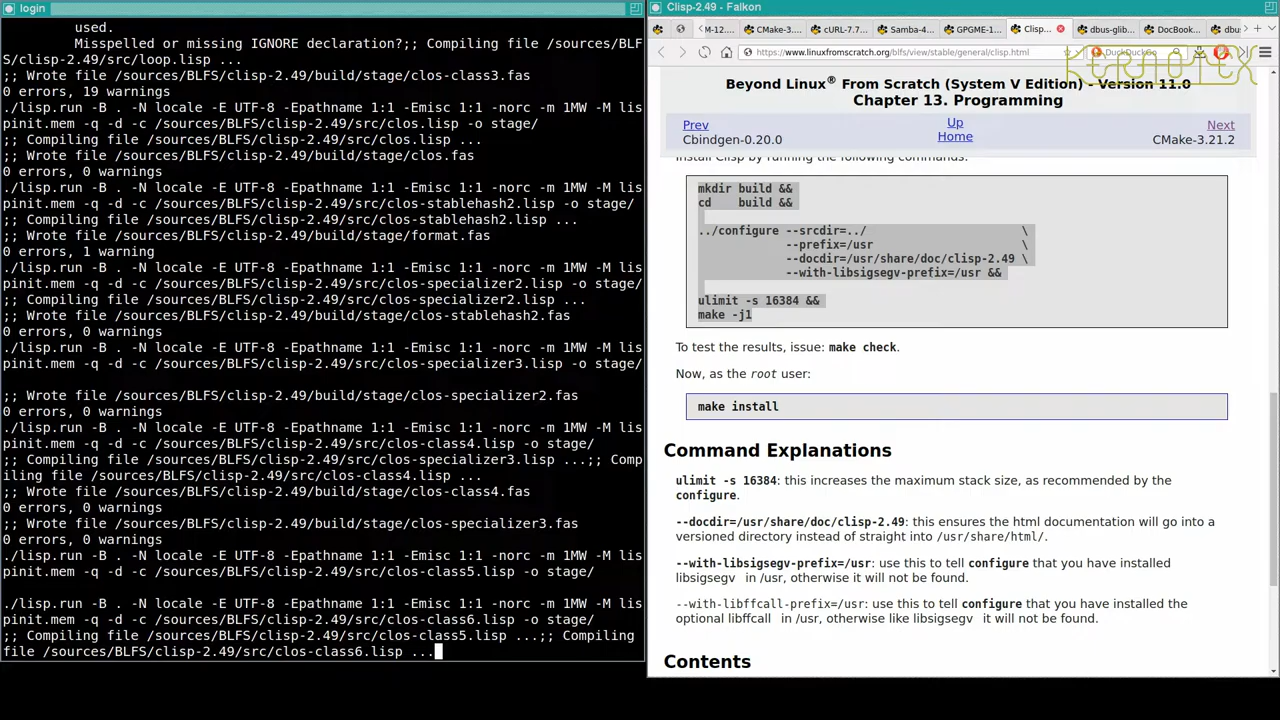 login
used.
Misspelled or missing IGNORE declaration?;; Compiling file /sources/BLF
S/clisp-2.49/src/loop.lisp ...
;; Wrote file /sources/BLFS/clisp-2.49/build/stage/clos-class3.fas
0 errors, 19 warnings
./lisp.run -B . -N locale -E UTF-8 -Epathname 1:1 -Emisc 1:1 -norc -m 1MW -M lis
pinit.mem -q -d -c /sources/BLFS/clisp-2.49/src/clos.lisp -o stage/
;; Compiling file /sources/BLFS/clisp-2.49/src/clos.lisp ...
;; Wrote file /sources/BLFS/clisp-2.49/build/stage/clos.fas
0 errors, 0 warnings
./lisp.run -B . -N locale -E UTF-8 -Epathname 1:1 -Emisc 1:1 -norc -m 1MW -M lis
pinit.mem -q -d -c /sources/BLFS/clisp-2.49/src/clos-stablehash2.lisp -o stage/
;; Compiling file /sources/BLFS/clisp-2.49/src/clos-stablehash2.lisp ...
;; Wrote file /sources/BLFS/clisp-2.49/build/stage/format.fas
0 errors, 1 warning
./lisp.run -B . -N locale -E UTF-8 -Epathname 1:1 -Emisc 1:1 -norc -m 1MW -M lis
pinit.mem -q -d -c /sources/BLFS/clisp-2.49/src/clos-specializer2.lisp -o stage/
;; Compiling file /sources/BLFS/clisp-2.49/src/clos-specializer2.lisp ...
;; Wrote file /sources/BLFS/clisp-2.49/build/stage/clos-stablehash2.fas
0 errors, 0 warnings
./lisp.run -B . -N locale -E UTF-8 -Epathname 1:1 -Emisc 1:1 -norc -m 1MW -M lis
pinit.mem -q -d -c /sources/BLFS/clisp-2.49/src/clos-specializer3.lisp -o stage/
;; Wrote file /sources/BLFS/clisp-2.49/build/stage/clos-specializer2.fas
0 errors, 0 warnings
./lisp.run -B . -N locale -E UTF-8 -Epathname 1:1 -Emisc 1:1 -norc -m 1MW -M lis
pinit.mem -q -d -c /sources/BLFS/clisp-2.49/src/clos-class4.lisp -o stage/
;; Compiling file /sources/BLFS/clisp-2.49/src/clos-specializer3.lisp ...;; Comp
iling file /sources/BLFS/clisp-2.49/src/clos-class4.lisp ...
;; Wrote file /sources/BLFS/clisp-2.49/build/stage/clos-class4.fas
0 errors, 0 warnings
;; Wrote file /sources/BLFS/clisp-2.49/build/stage/clos-specializer3.fas
0 errors, 0 warnings
./lisp.run -B . -N locale -E UTF-8 -Epathname 1:1 -Emisc 1:1 -norc -m 1MW -M lis
pinit.mem -q -d -c /sources/BLFS/clisp-2.49/src/clos-class5.lisp -o stage/
./lisp.run -B . -N locale -E UTF-8 -Epathname 1:1 -Emisc 1:1 -norc -m 1MW -M lis
pinit.mem -q -d -c /sources/BLFS/clisp-2.49/src/clos-class6.lisp -o stage/
;; Compiling file /sources/BLFS/clisp-2.49/src/clos-class5.lisp ...;; Compiling
file /sources/BLFS/clisp-2.49/src/clos-class6.lisp ...
Clisp-2.49 - Falkon
M-12.... CMake-3... cURL-7.7... Samba-4... GPGME-1... Clisp... dbus-glib... DocBook... dbus
https://www.linuxfromscratch.org/blfs/view/stable/general/clisp.html DuckDuckGo
KERNOTEX
Beyond Linux® From Scratch (System V Edition) - Version 11.0
Chapter 13. Programming
Prev Up Next
Cbindgen-0.20.0 Home CMake-3.21.2
Install Clisp by running the following commands:
mkdir build &&
cd    build &&
../configure --srcdir=../ \
--prefix=/usr \
--docdir=/usr/share/doc/clisp-2.49 \
--with-libsigsegv-prefix=/usr &&
ulimit -s 16384 &&
make -j1
To test the results, issue: make check.
Now, as the root user:
make install
Command Explanations
ulimit -s 16384: this increases the maximum stack size, as recommended by the
configure.
--docdir=/usr/share/doc/clisp-2.49: this ensures the html documentation will go into a
versioned directory instead of straight into /usr/share/html/.
--with-libsigsegv-prefix=/usr: use this to tell configure that you have installed
libsigsegv in /usr, otherwise it will not be found.
--with-libffcall-prefix=/usr: use this to tell configure that you have installed the
optional libffcall in /usr, otherwise like libsigsegv it will not be found.
Contents